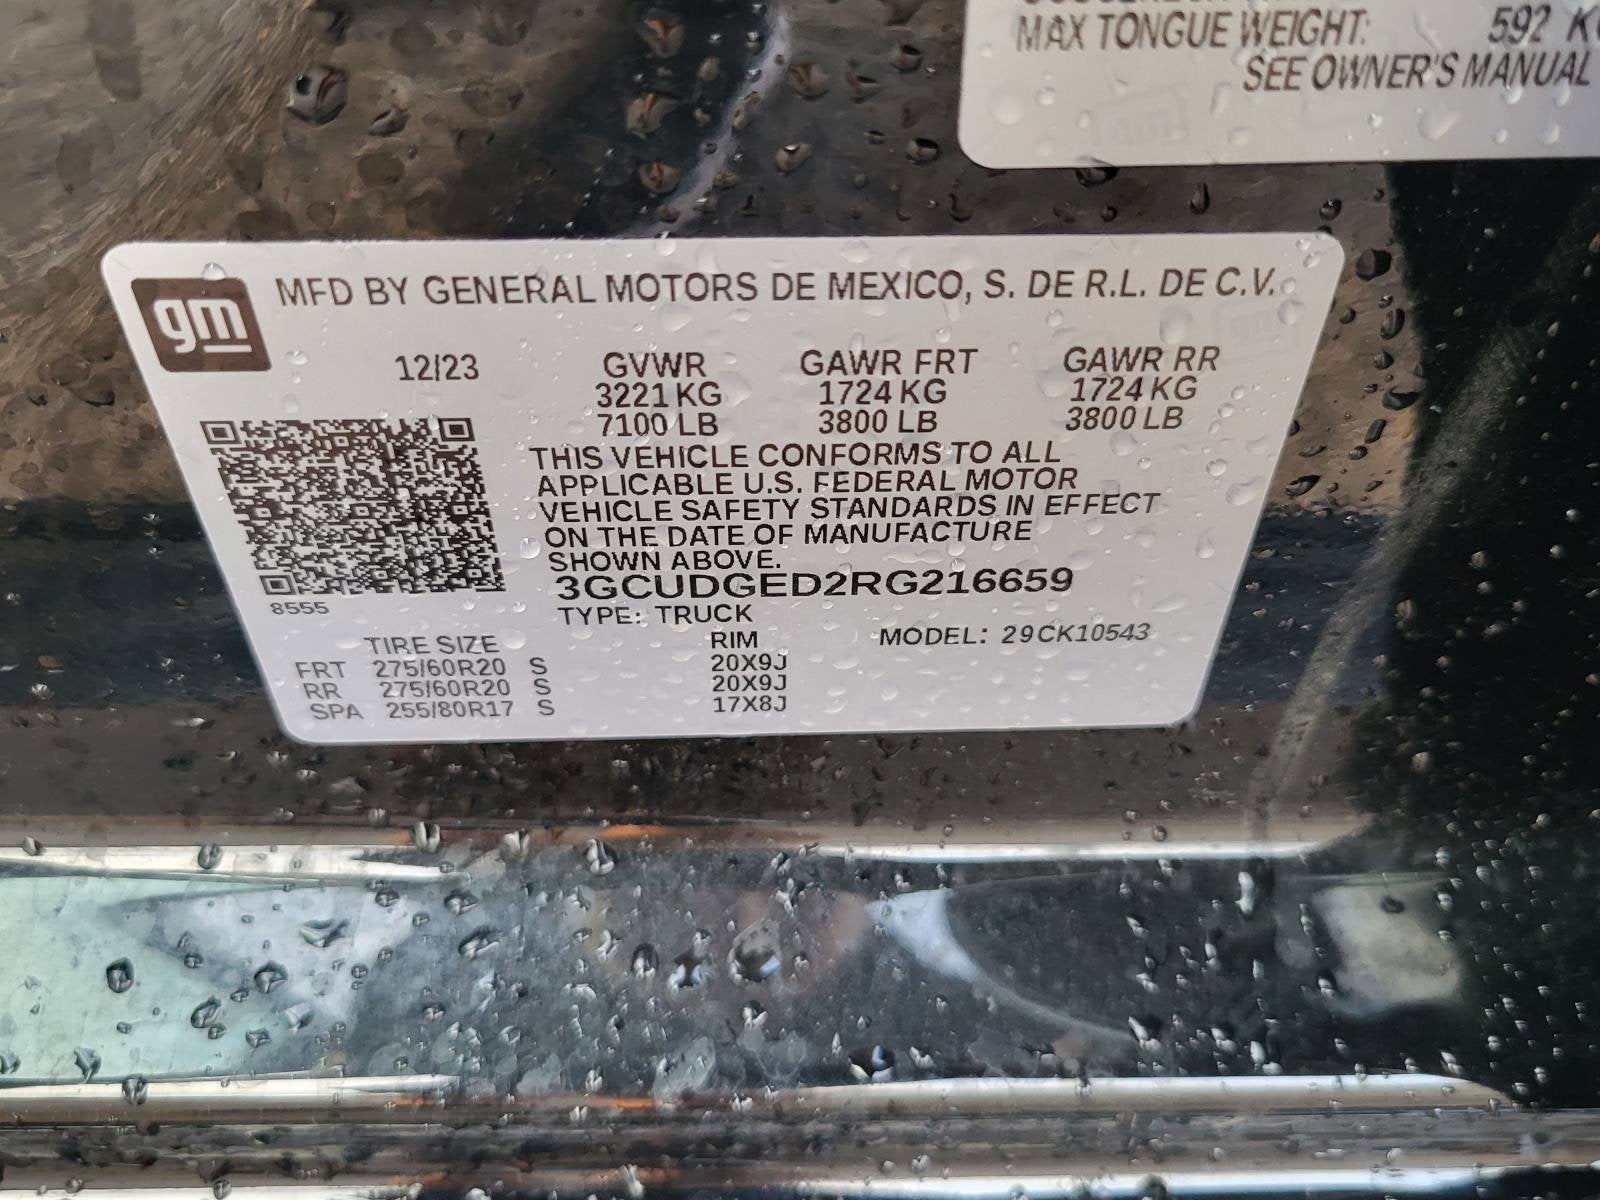 MAX TONGUE WEIGHT: 592
SEE OWNER'S MANUAL
gm
MFD BY GENERAL MOTORS DE MEXICO, S. DE R.L. DE C.V.
12/23 GVWR GAWR FRT GAWR RR
3221 KG 1724 KG 1724 KG
7100 LB 3800 LB 3800 LB
THIS VEHICLE CONFORMS TO ALL
APPLICABLE U.S. FEDERAL MOTOR
VEHICLE SAFETY STANDARDS IN EFFECT
ON THE DATE OF MANUFACTURE
SHOWN ABOVE.
3GCUDGED2RG216659
8555
TYPE: TRUCK
TIRE SIZE RIM MODEL: 29CK10543
FRT 275/60R20 S 20X9J
RR 275/60R20 S 20X9J
SPA 255/80R17 S 17X8J